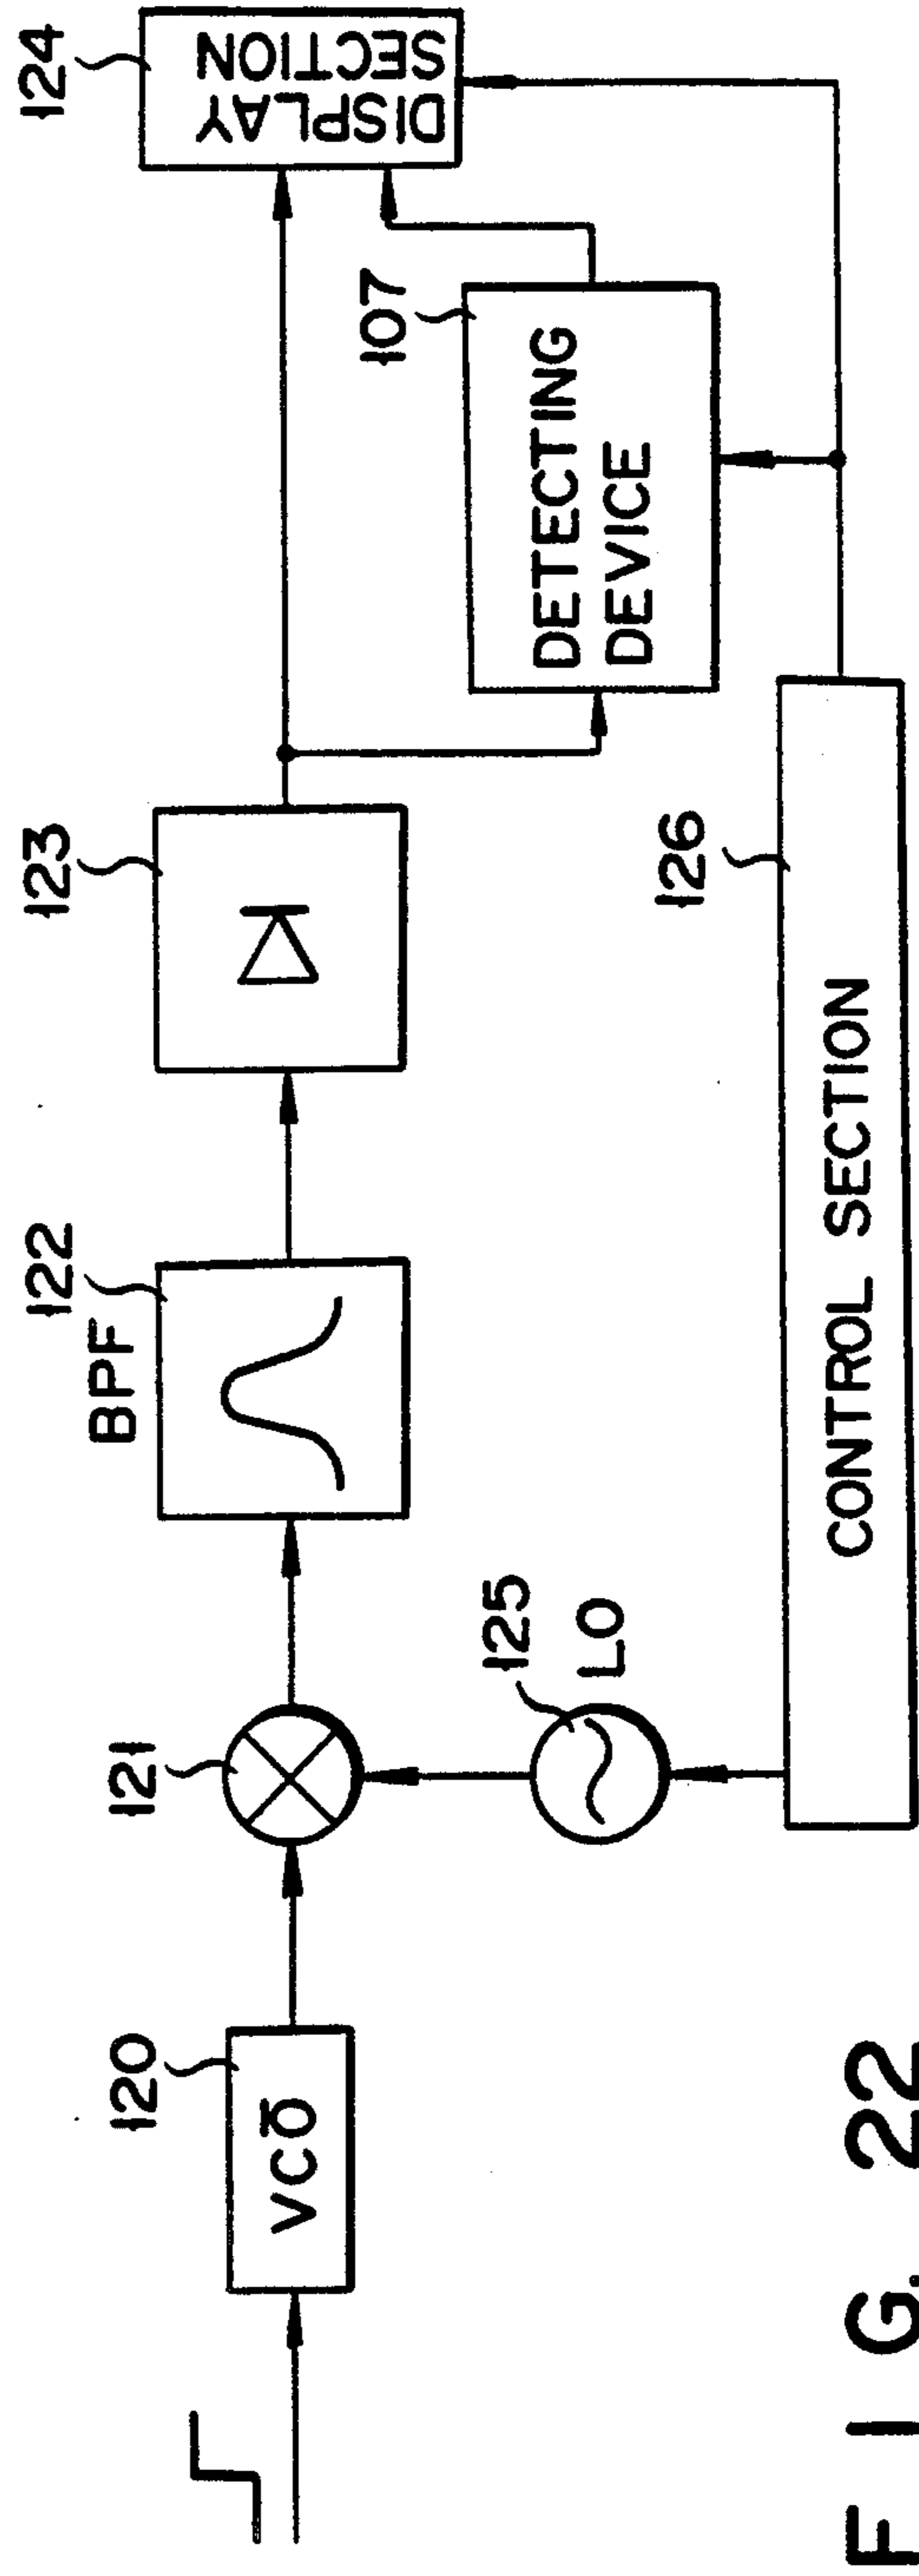 124
DISPLAY
SECTION
107
DETECTING
DEVICE
123
126
122
BPF
CONTROL SECTION
121
125
LO
120
VCO
FIG. 22